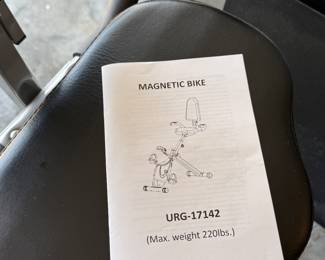 MAGNETIC BIKE
URG-17142
(Max. weight 220lbs.)